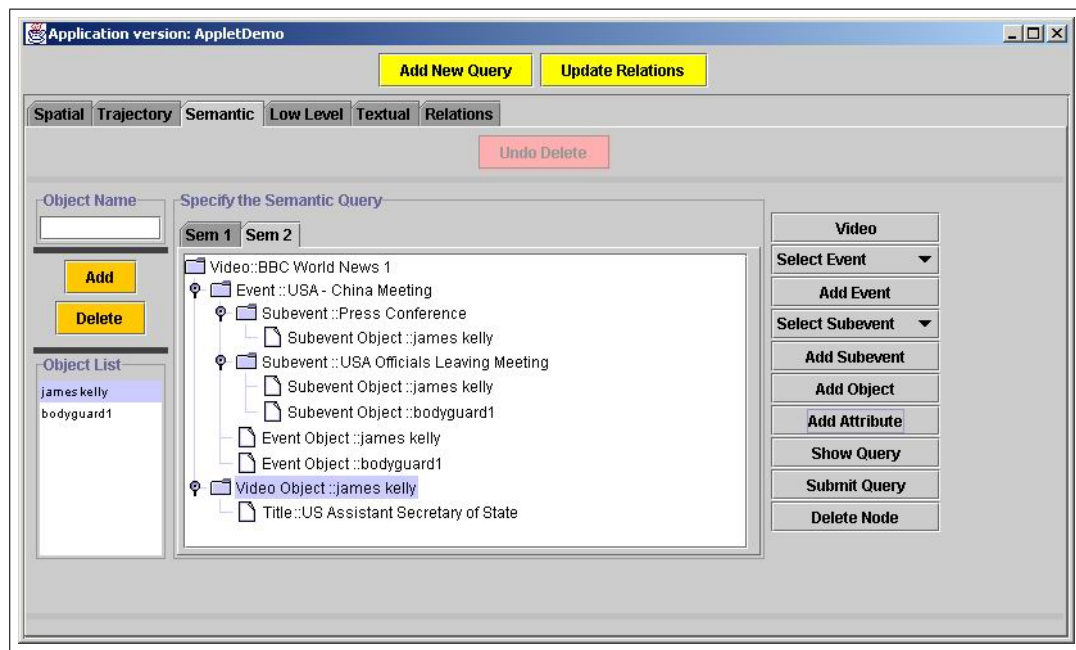 Application version: AppletDemo
Add New Query Update Relations
Spatial Trajectory Semantic Low Level Textual Relations
Undo Delete
Object Name
Add
Delete
Object List
james kelly
bodyguard1
Specify the Semantic Query
Sem 1 Sem 2
Video::BBC World News 1
Event ::USA - China Meeting
Subevent ::Press Conference
Subevent Object ::james kelly
Subevent ::USA Officials Leaving Meeting
Subevent Object ::james kelly
Subevent Object ::bodyguard1
Event Object ::james kelly
Event Object ::bodyguard1
Video Object ::james kelly
Title::US Assistant Secretary of State
Video
Select Event
Add Event
Select Subevent
Add Subevent
Add Object
Add Attribute
Show Query
Submit Query
Delete Node